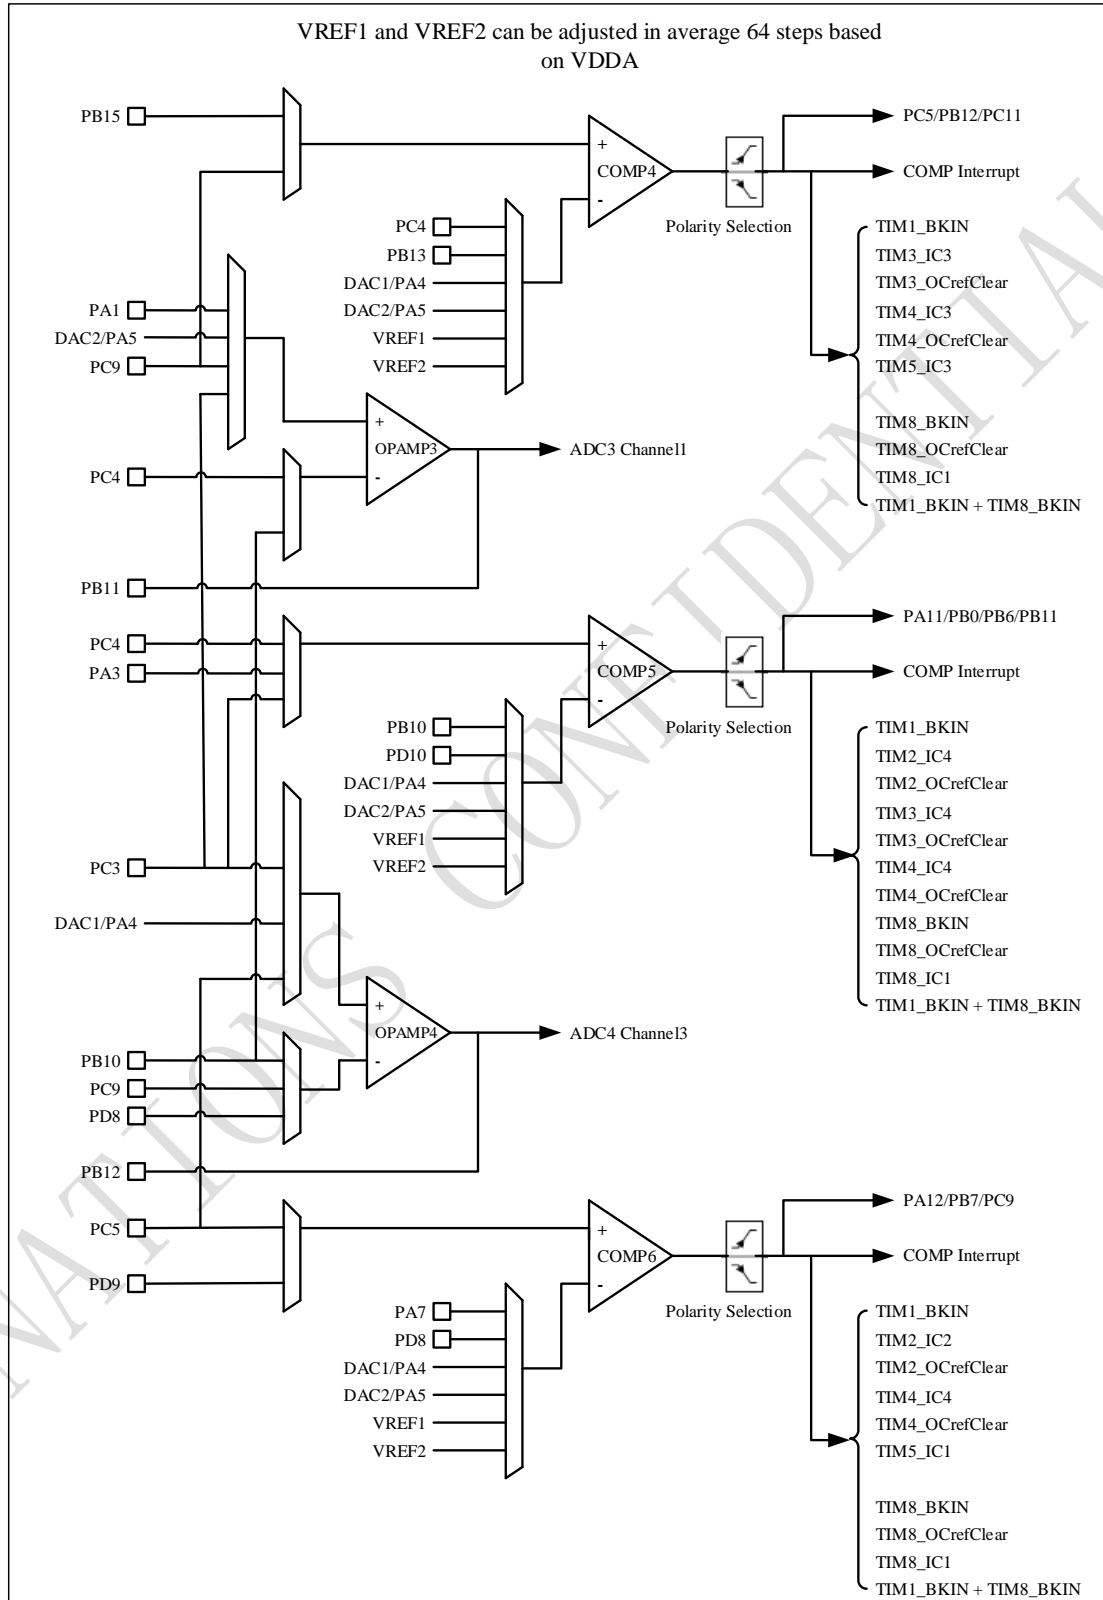 VREF1 and VREF2 can be adjusted in average 64 steps based
on VDDA
PB15
+
COMP4
-
PC5/PB12/PC11
COMP Interrupt
Polarity Selection
PC4
PB13
DAC1/PA4
DAC2/PA5
VREF1
VREF2
TIM1_BKIN
TIM3_IC3
TIM3_OCrefClear
TIM4_IC3
TIM4_OCrefClear
TIM5_IC3
TIM8_BKIN
TIM8_OCrefClear
TIM8_IC1
TIM1_BKIN + TIM8_BKIN
PA1
DAC2/PA5
PC9
+
OPAMP3
-
ADC3 Channel1
PC4
PB11
PC4
PA3
+
COMP5
-
PA11/PB0/PB6/PB11
COMP Interrupt
Polarity Selection
PB10
PD10
DAC1/PA4
DAC2/PA5
VREF1
VREF2
TIM1_BKIN
TIM2_IC4
TIM2_OCrefClear
TIM3_IC4
TIM3_OCrefClear
TIM4_IC4
TIM4_OCrefClear
TIM8_BKIN
TIM8_OCrefClear
TIM8_IC1
TIM1_BKIN + TIM8_BKIN
PC3
DAC1/PA4
+
OPAMP4
-
ADC4 Channel3
PB10
PC9
PD8
PB12
PC5
PD9
+
COMP6
-
PA12/PB7/PC9
COMP Interrupt
Polarity Selection
PA7
PD8
DAC1/PA4
DAC2/PA5
VREF1
VREF2
TIM1_BKIN
TIM2_IC2
TIM2_OCrefClear
TIM4_IC4
TIM4_OCrefClear
TIM5_IC1
TIM8_BKIN
TIM8_OCrefClear
TIM8_IC1
TIM1_BKIN + TIM8_BKIN
NATIONS CONFIDENTIAL